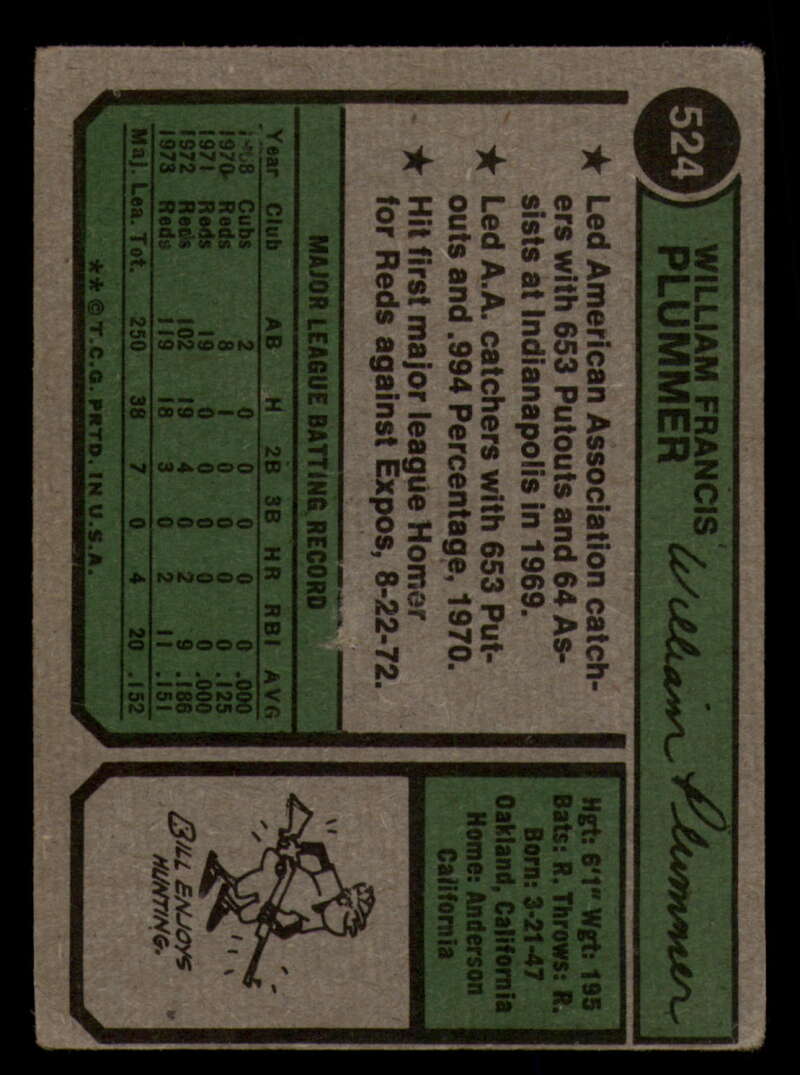 524
WILLIAM FRANCIS
PLUMMER
William Plummer
★ Led American Association catch-
ers with 653 Putouts and 64 As-
sists at Indianapolis in 1969.
★ Led A.A. catchers with 653 Put-
outs and .994 Percentage, 1970.
★ Hit first major league Homer
for Reds against Expos, 8-22-72.
MAJOR LEAGUE BATTING RECORD
Year Club AB H 2B 3B HR RBI AVG
1968 Cubs 2 0 0 0 0 0 .000
1970 Reds 8 1 0 0 0 0 .125
1971 Reds 19 0 0 0 0 0 .000
1972 Reds 102 19 4 0 2 9 .186
1973 Reds 119 18 3 0 2 11 .151
Maj. Lea. Tot. 250 38 7 0 4 20 .152
**©T.C.G. PRTD. IN U.S.A.
Hgt: 6'1" Wgt: 195
Bats: R. Throws: R.
Born: 3-21-47
Oakland, California
Home: Anderson
California
BILL ENJOYS
HUNTING.